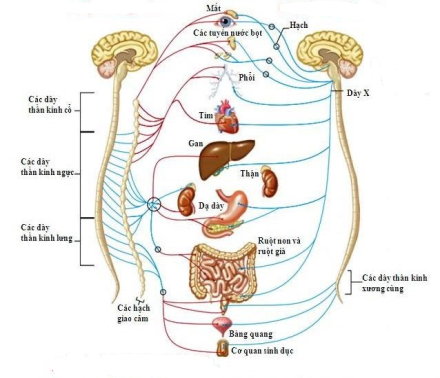 Mắt
Hạch
Các tuyến nước bọt
Phổi
Dây X
Các dây
thần kinh cổ
Tim
Gan
Các dây
thần kinh ngực
Thận
Dạ dày
Các dây
thần kinh lưng
Ruột non và
ruột già
Các dây thần kinh
xương cùng
Các hạch
giao cảm
Bàng quang
Cơ quan sinh dục